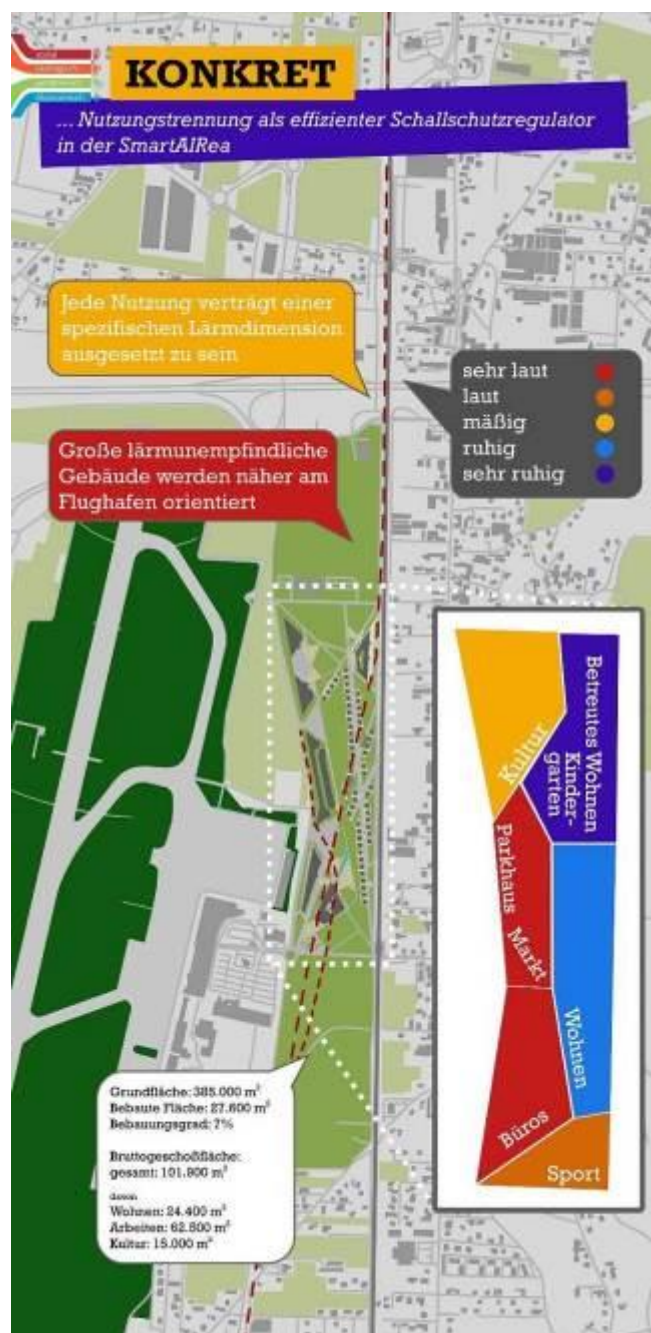 KONKRET
... Nutzungstrennung als effizienter Schallschutzregulator
in der SmartAIRea
Jede Nutzung verträgt einer
spezifischen Lärmdimension
ausgesetzt zu sein
sehr laut
laut
mäßig
ruhig
sehr ruhig
Große lärmunempfindliche
Gebäude werden näher am
Flughafen orientiert
Kultur
Betreutes Wohnen
Kinder-
garten
Parkhaus
Markt
Wohnen
Büros
Sport
Grundfläche: 385.000 m²
Bebaute Fläche: 27.600 m²
Bebauungsgrad: 7%
Bruttogeschoßfläche:
gesamt: 101.900 m²
davon
Wohnen: 24.400 m²
Arbeiten: 62.500 m²
Kultur: 15.000 m²